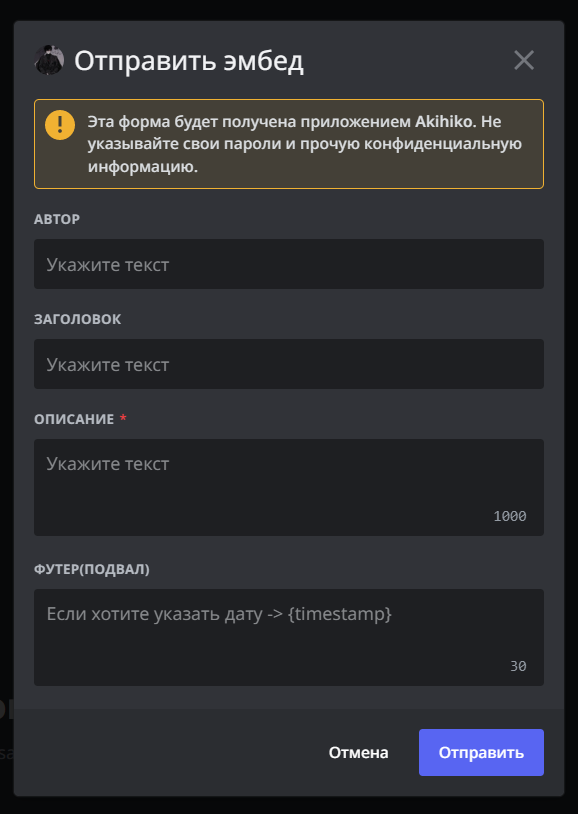 Отправить эмбед
Эта форма будет получена приложением Akihiko. Не
указывайте свои пароли и прочую конфиденциальную
информацию.
АВТОР
Укажите текст
ЗАГОЛОВОК
Укажите текст
ОПИСАНИЕ *
Укажите текст
1000
ФУТЕР(ПОДВАЛ)
Если хотите указать дату -> {timestamp}
30
Отмена
Отправить